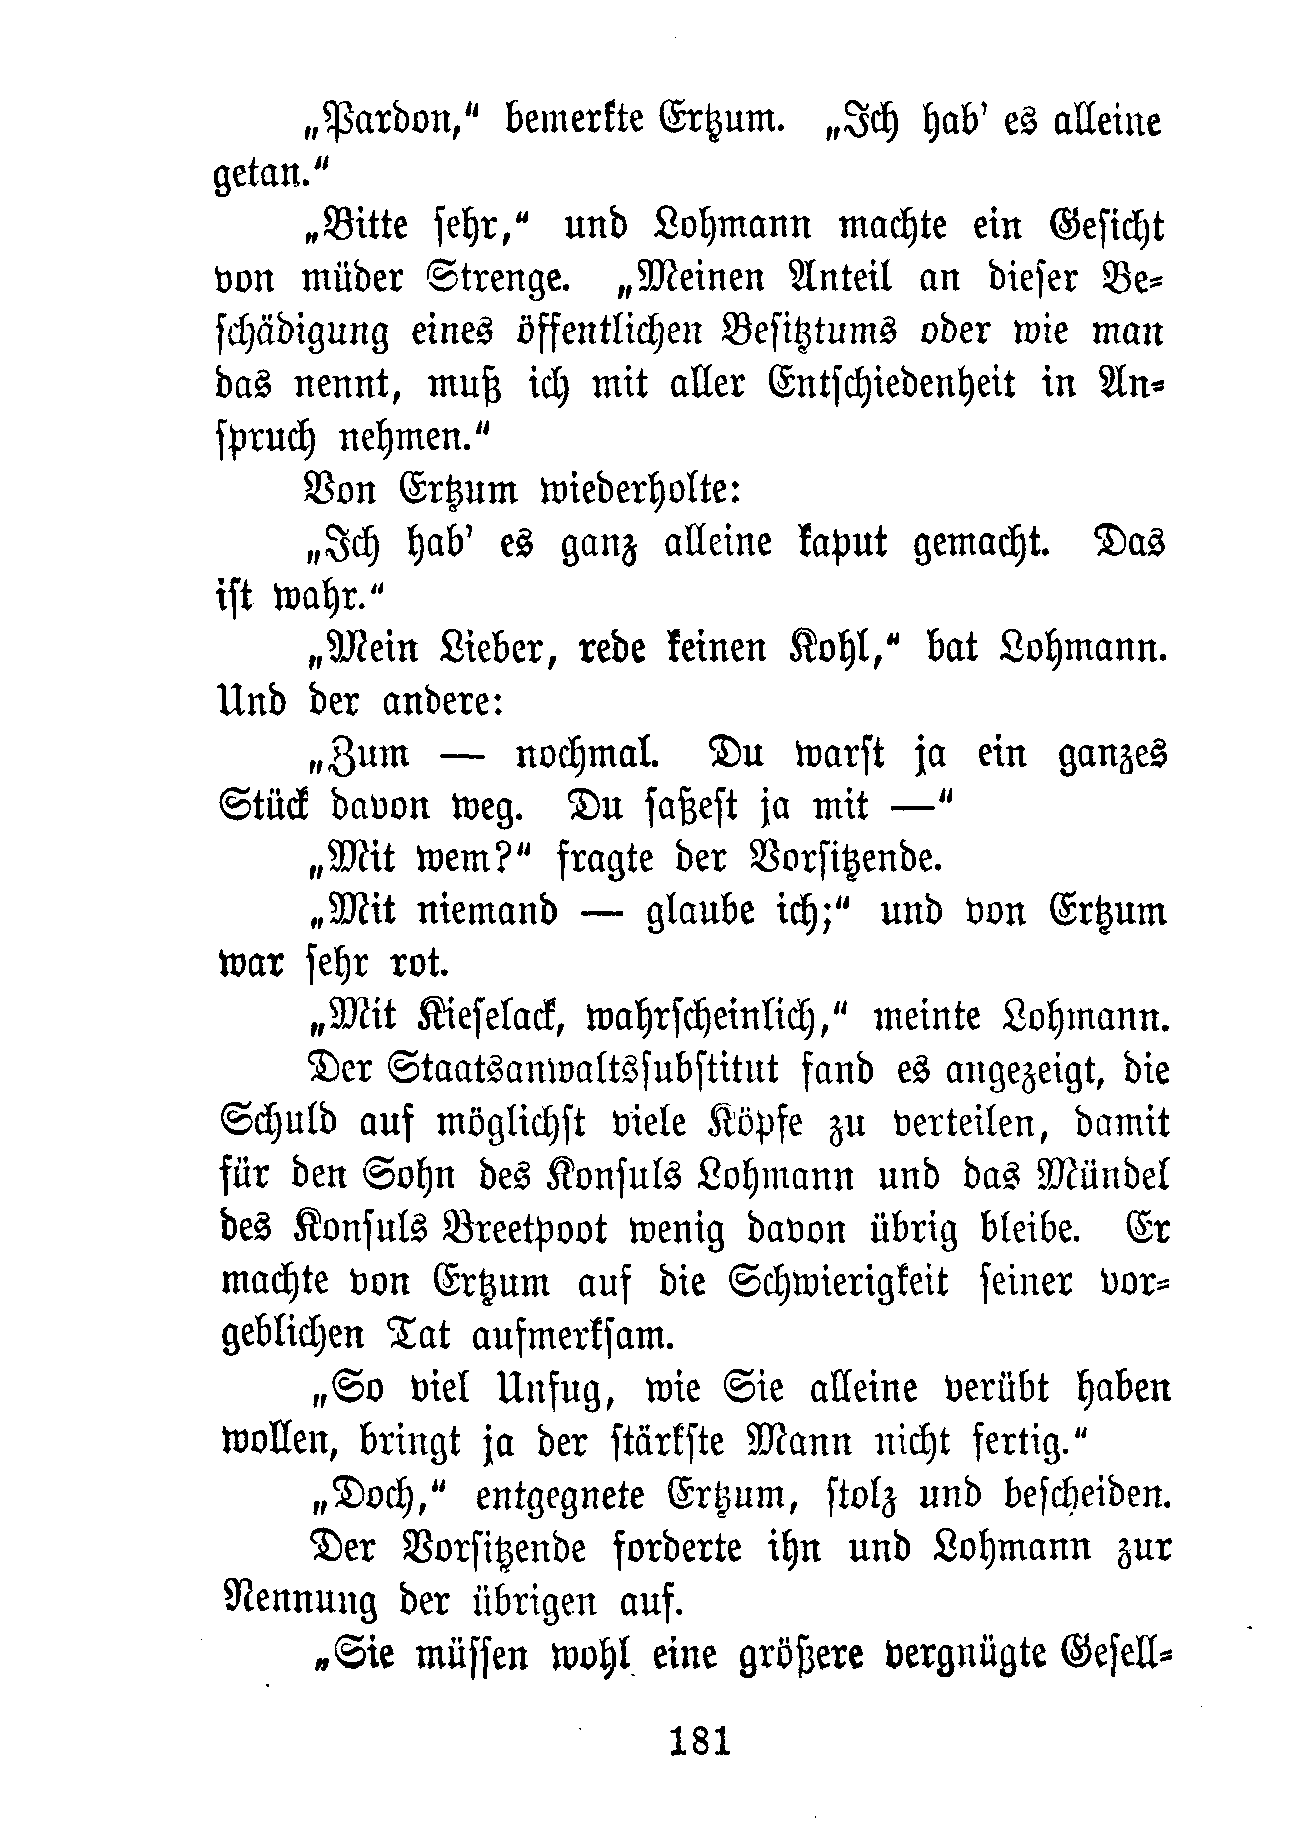 „Pardon,“ bemerkte Ertzum. „Ich hab' es alleine
getan.“
„Bitte sehr,“ und Lohmann machte ein Gesicht
von müder Strenge. „Meinen Anteil an dieser Be-
schädigung eines öffentlichen Besitztums oder wie man
das nennt, muß ich mit aller Entschiedenheit in An-
spruch nehmen.“
Von Ertzum wiederholte:
„Ich hab' es ganz alleine kaput gemacht. Das
ist wahr.“
„Mein Lieber, rede keinen Kohl,“ bat Lohmann.
Und der andere:
„Zum — nochmal. Du warst ja ein ganzes
Stück davon weg. Du saßest ja mit —“
„Mit wem?“ fragte der Vorsitzende.
„Mit niemand — glaube ich;“ und von Ertzum
war sehr rot.
„Mit Kieselack, wahrscheinlich,“ meinte Lohmann.
Der Staatsanwaltssubstitut fand es angezeigt, die
Schuld auf möglichst viele Köpfe zu verteilen, damit
für den Sohn des Konsuls Lohmann und das Mündel
des Konsuls Breetpoot wenig davon übrig bleibe. Er
machte von Ertzum auf die Schwierigkeit seiner vor-
geblichen Tat aufmerksam.
„So viel Unfug, wie Sie alleine verübt haben
wollen, bringt ja der stärkste Mann nicht fertig.“
„Doch,“ entgegnete Ertzum, stolz und bescheiden.
Der Vorsitzende forderte ihn und Lohmann zur
Nennung der übrigen auf.
„Sie müssen wohl eine größere vergnügte Gesell-
181